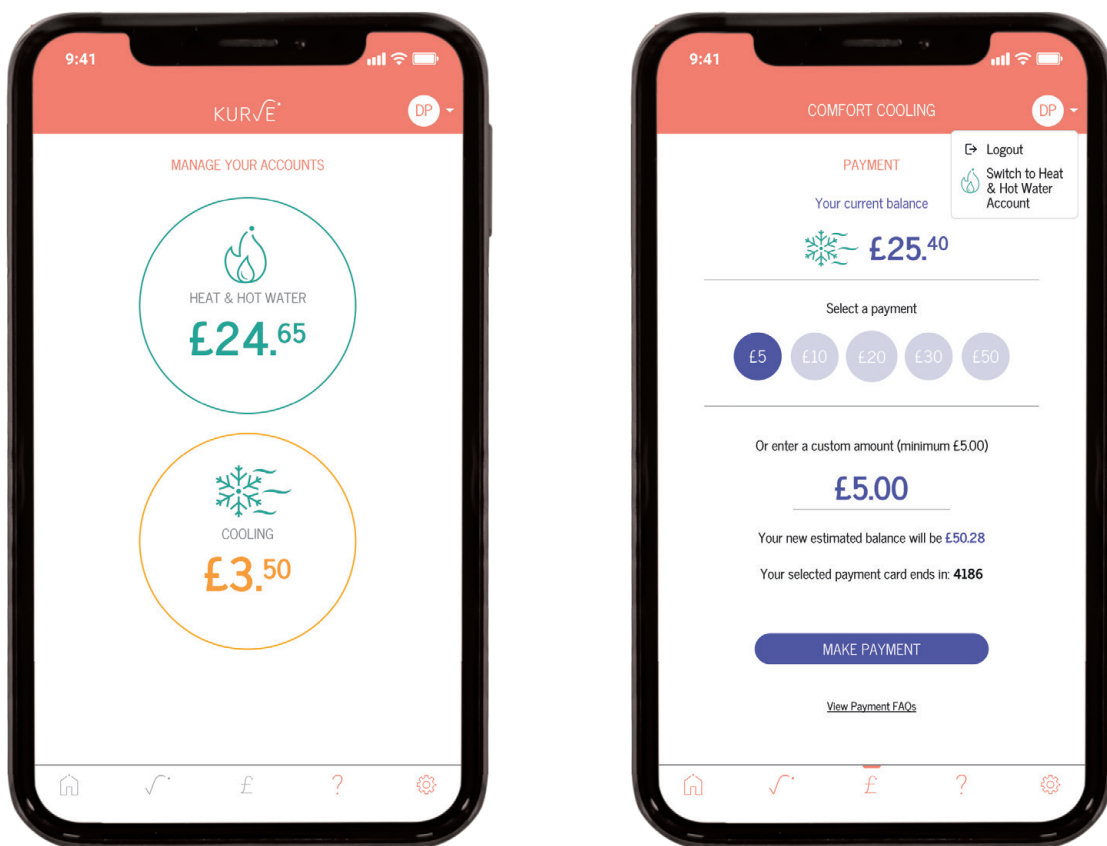 9:41
KURVE
DP
MANAGE YOUR ACCOUNTS
HEAT & HOT WATER
£24.65
COOLING
£3.50
£
?
9:41
COMFORT COOLING
DP
Logout
Switch to Heat
& Hot Water
Account
PAYMENT
Your current balance
£25.40
Select a payment
£5 £10 £20 £30 £50
Or enter a custom amount (minimum £5.00)
£5.00
Your new estimated balance will be £50.28
Your selected payment card ends in: 4186
MAKE PAYMENT
View Payment FAQs
£
?